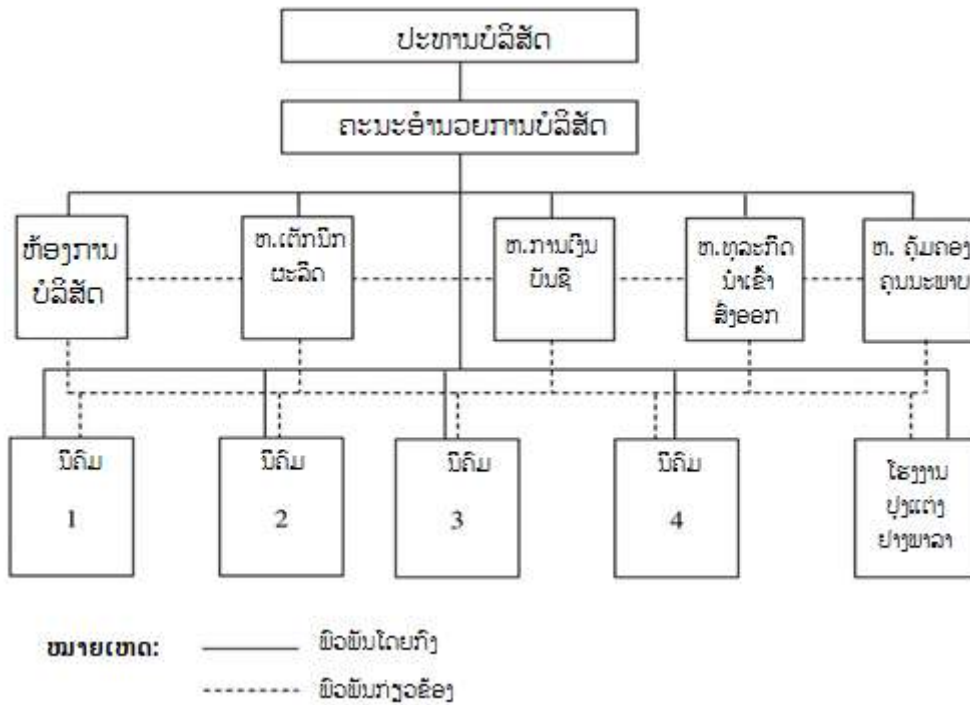 ປະທານບໍລິສັດ
ຄະນະອຳນວຍການບໍລິສັດ
ຫ້ອງການ
ບໍລິສັດ
ຫ.ເຕັກນິກ
ຜະລິດ
ຫ.ການເງິນ
ບັນຊີ
ຫ.ທຸລະກິດ
ນຳເຂົ້າ
ສົ່ງອອກ
ຫ. ຄຸ້ມຄອງ
ຄຸນນະພາບ
ນິຄົມ
1
ນິຄົມ
2
ນິຄົມ
3
ນິຄົມ
4
ໂຮງງານ
ປຸງແຕ່ງ
ຢາງພາລາ
ໝາຍເຫດ:
ພົວພັນໂດຍກົງ
ພົວພັນກ່ຽວຂ້ອງ